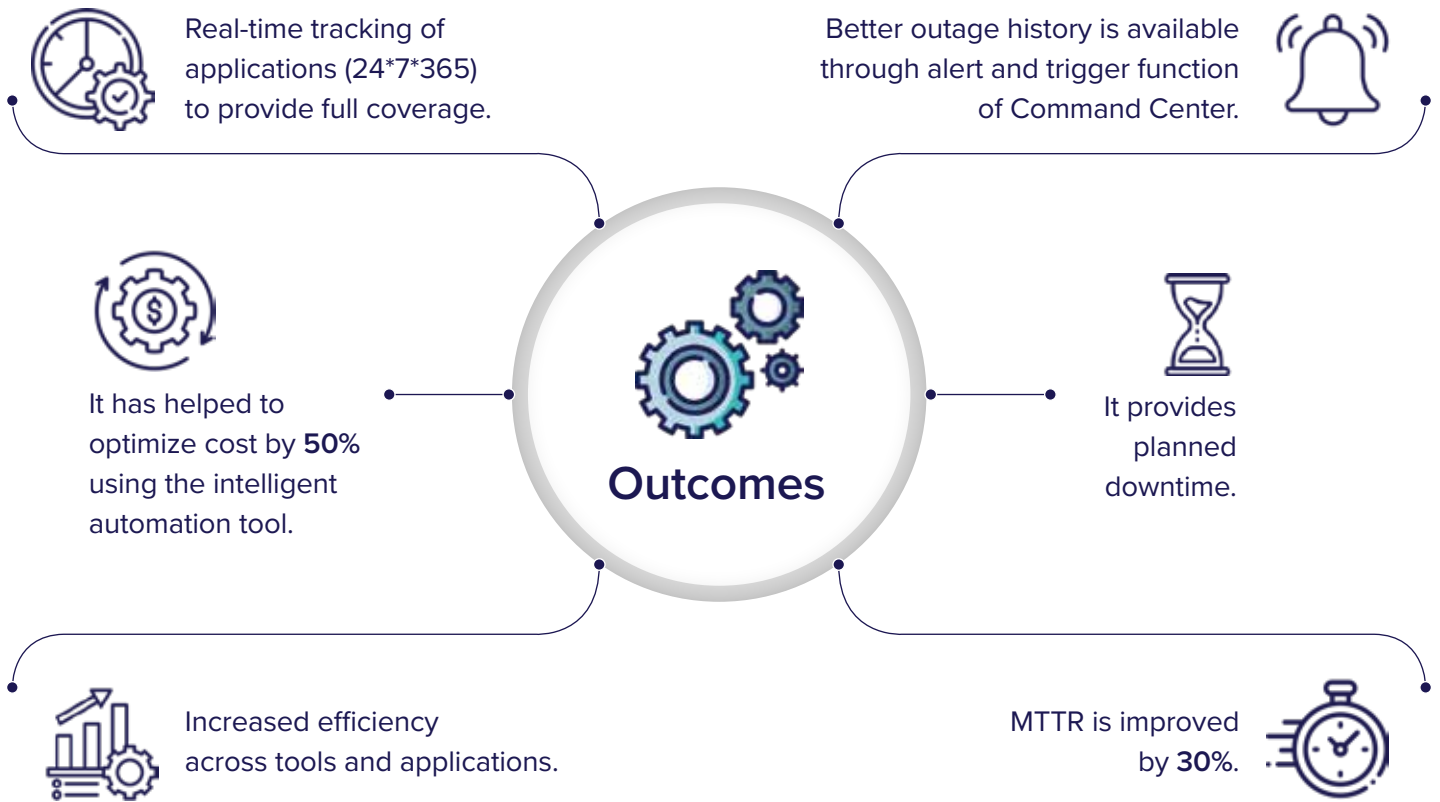 Real-time tracking of
applications (24*7*365)
to provide full coverage.
Better outage history is available
through alert and trigger function
of Command Center.
It has helped to
optimize cost by 50%
using the intelligent
automation tool.
Outcomes
It provides
planned
downtime.
Increased efficiency
across tools and applications.
MTTR is improved
by 30%.